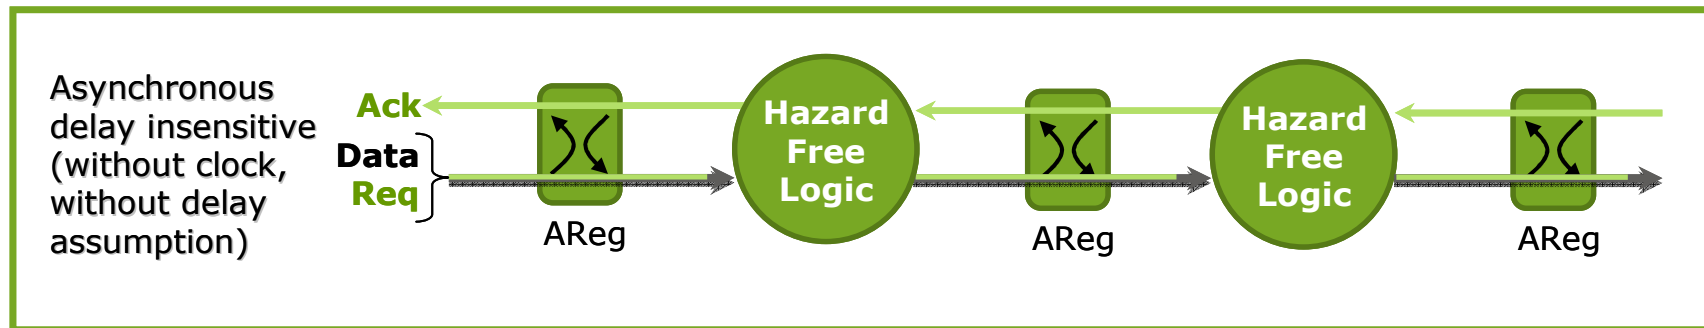 Asynchronous
delay insensitive
(without clock,
without delay
assumption)
Ack
Data
Req
AReg
Hazard
Free
Logic
AReg
Hazard
Free
Logic
AReg